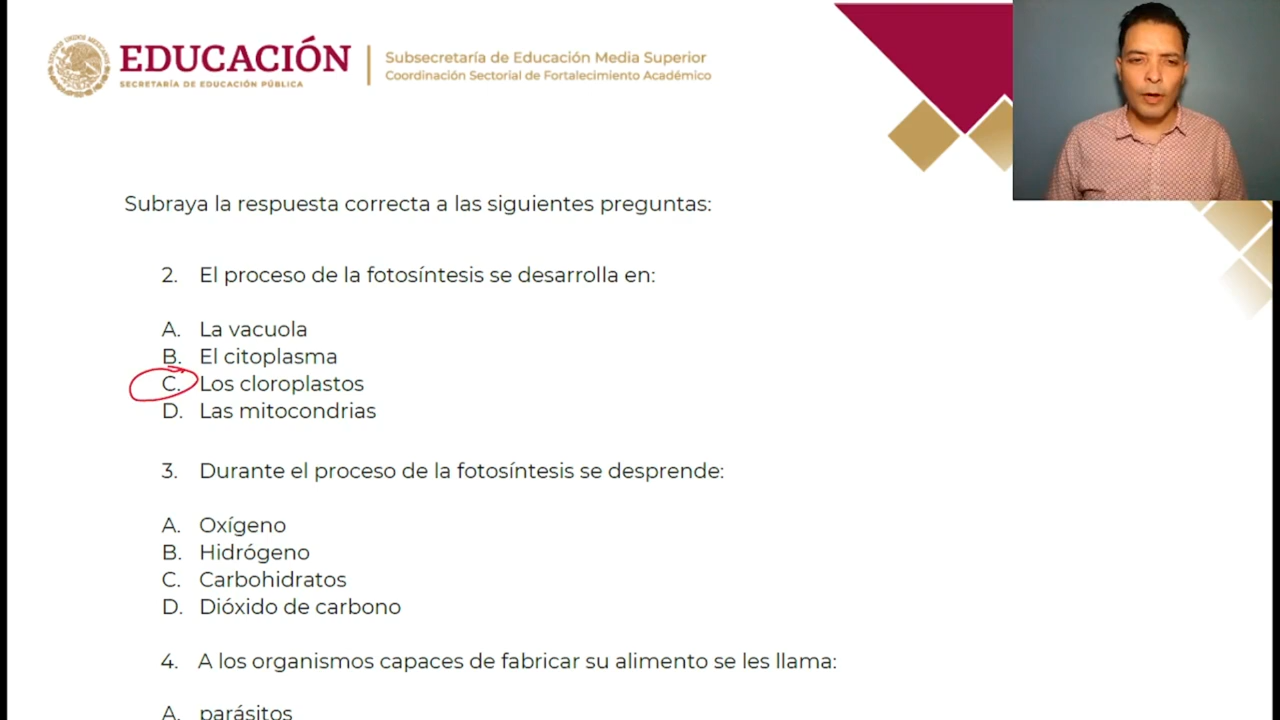 EDUCACIÓN
SECRETARÍA DE EDUCACIÓN PÚBLICA
Subsecretaría de Educación Media Superior
Coordinación Sectorial de Fortalecimiento Académico
Subraya la respuesta correcta a las siguientes preguntas:
2. El proceso de la fotosíntesis se desarrolla en:
A. La vacuola
B. El citoplasma
C. Los cloroplastos
D. Las mitocondrias
3. Durante el proceso de la fotosíntesis se desprende:
A. Oxígeno
B. Hidrógeno
C. Carbohidratos
D. Dióxido de carbono
4. A los organismos capaces de fabricar su alimento se les llama:
A. parásitos